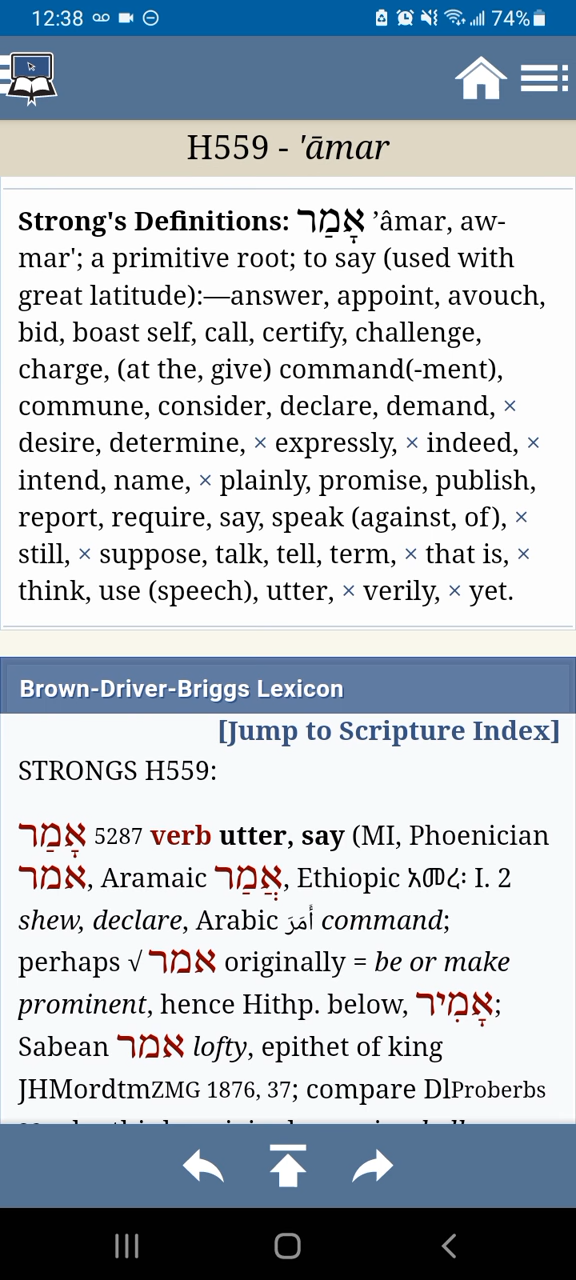 12:38
74%
H559 - 'āmar
Strong's Definitions: אָמַר ’âmar, aw-
mar'; a primitive root; to say (used with
great latitude):—answer, appoint, avouch,
bid, boast self, call, certify, challenge,
charge, (at the, give) command(-ment),
commune, consider, declare, demand, ×
desire, determine, × expressly, × indeed, ×
intend, name, × plainly, promise, publish,
report, require, say, speak (against, of), ×
still, × suppose, talk, tell, term, × that is, ×
think, use (speech), utter, × verily, × yet.
Brown-Driver-Briggs Lexicon
[Jump to Scripture Index]
STRONGS H559:
אָמַר 5287 verb utter, say (MI, Phoenician
אמר, Aramaic אֲמַר, Ethiopic አመረ፡ I. 2
shew, declare, Arabic أَمَرَ command;
perhaps √ אמר originally = be or make
prominent, hence Hithp. below, אָמִיר;
Sabean אמר lofty, epithet of king
JHMordtmZMG 1876, 37; compare DlProverbs